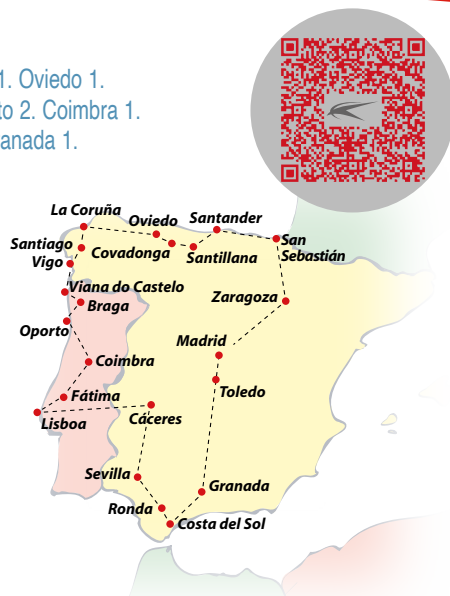 1. Oviedo 1.
to 2. Coimbra 1.
anada 1.
La Coruña
Oviedo
Santander
Santiago
Covadonga
Santillana
San
Sebastián
Vigo
Viana do Castelo
Braga
Zaragoza
Oporto
Madrid
Coimbra
Toledo
Fátima
Lisboa
Cáceres
Sevilla
Granada
Ronda
Costa del Sol